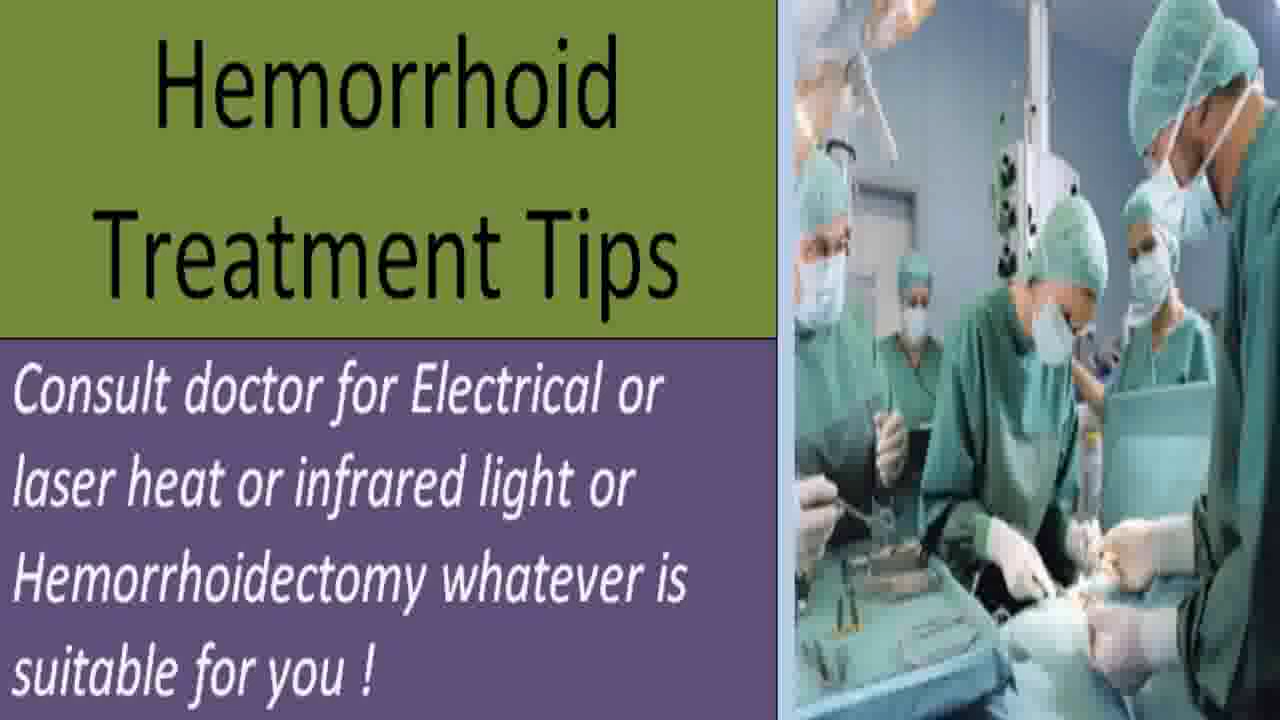 Hemorrhoid
Treatment Tips
Consult doctor for Electrical or
laser heat or infrared light or
Hemorrhoidectomy whatever is
suitable for you !